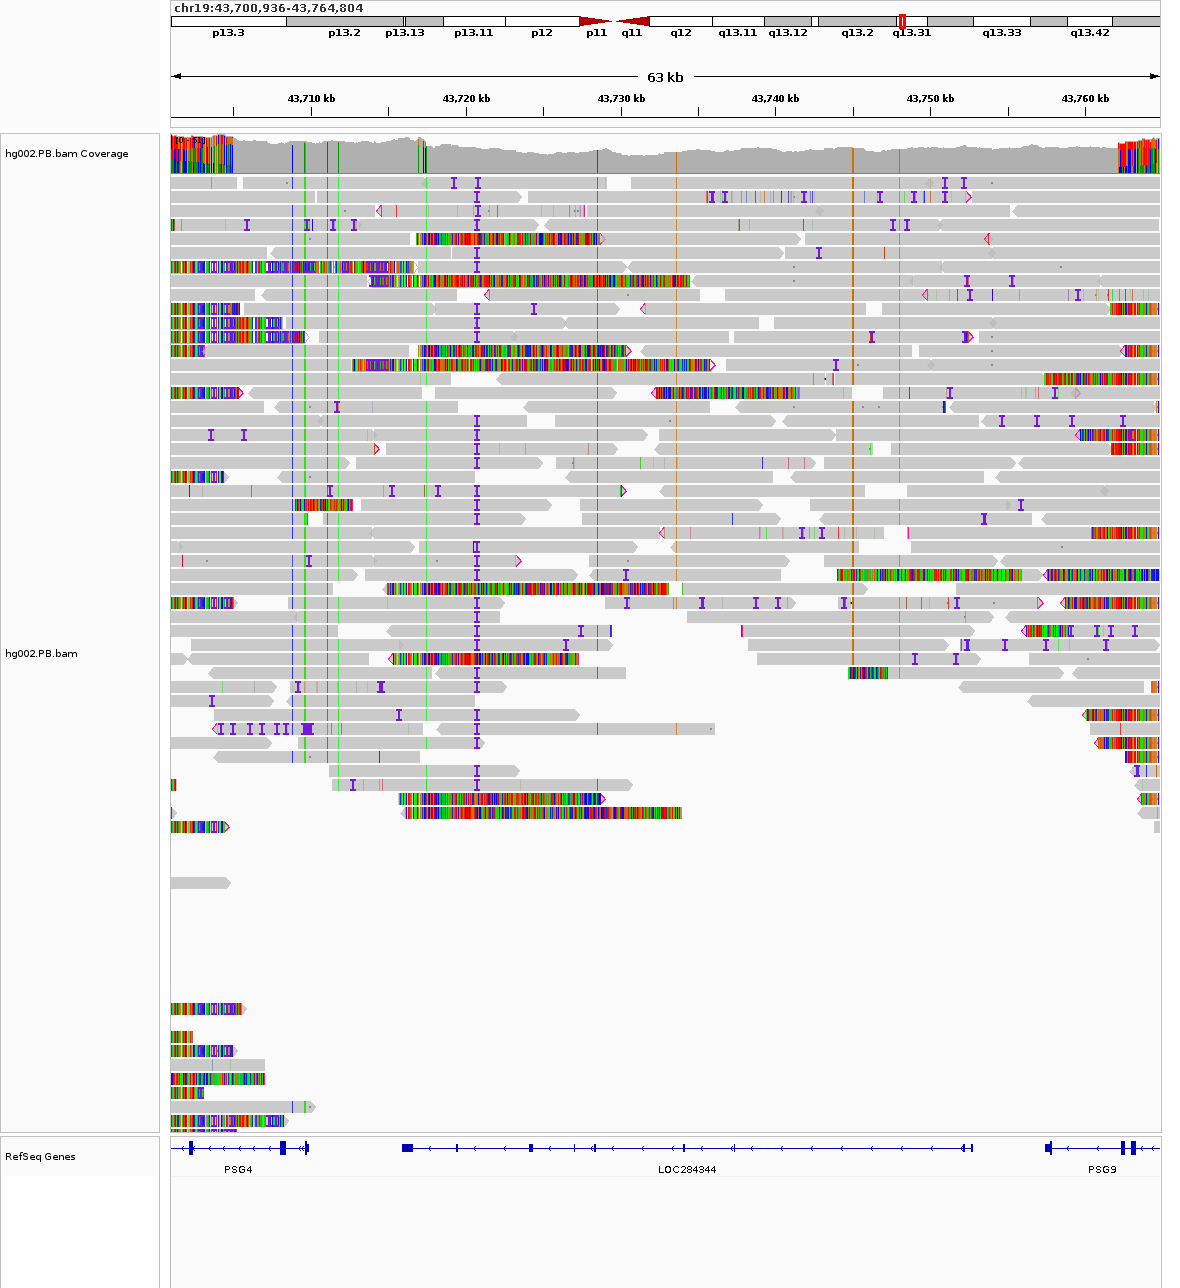 chr19:43,700,936-43,764,804
p13.3 p13.2 p13.13 p13.11 p12 p11 q11 q12 q13.11 q13.12 q13.2 q13.31 q13.33 q13.42
63 kb
43,710 kb 43,720 kb 43,730 kb 43,740 kb 43,750 kb 43,760 kb
hg002.PB.bam Coverage
hg002.PB.bam
RefSeq Genes
PSG4 LOC284344 PSG9